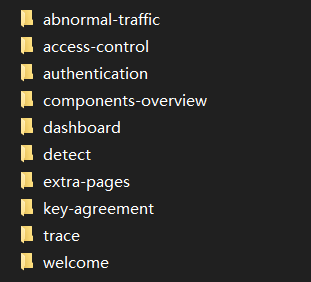 abnormal-traffic
access-control
authentication
components-overview
dashboard
detect
extra-pages
key-agreement
trace
welcome